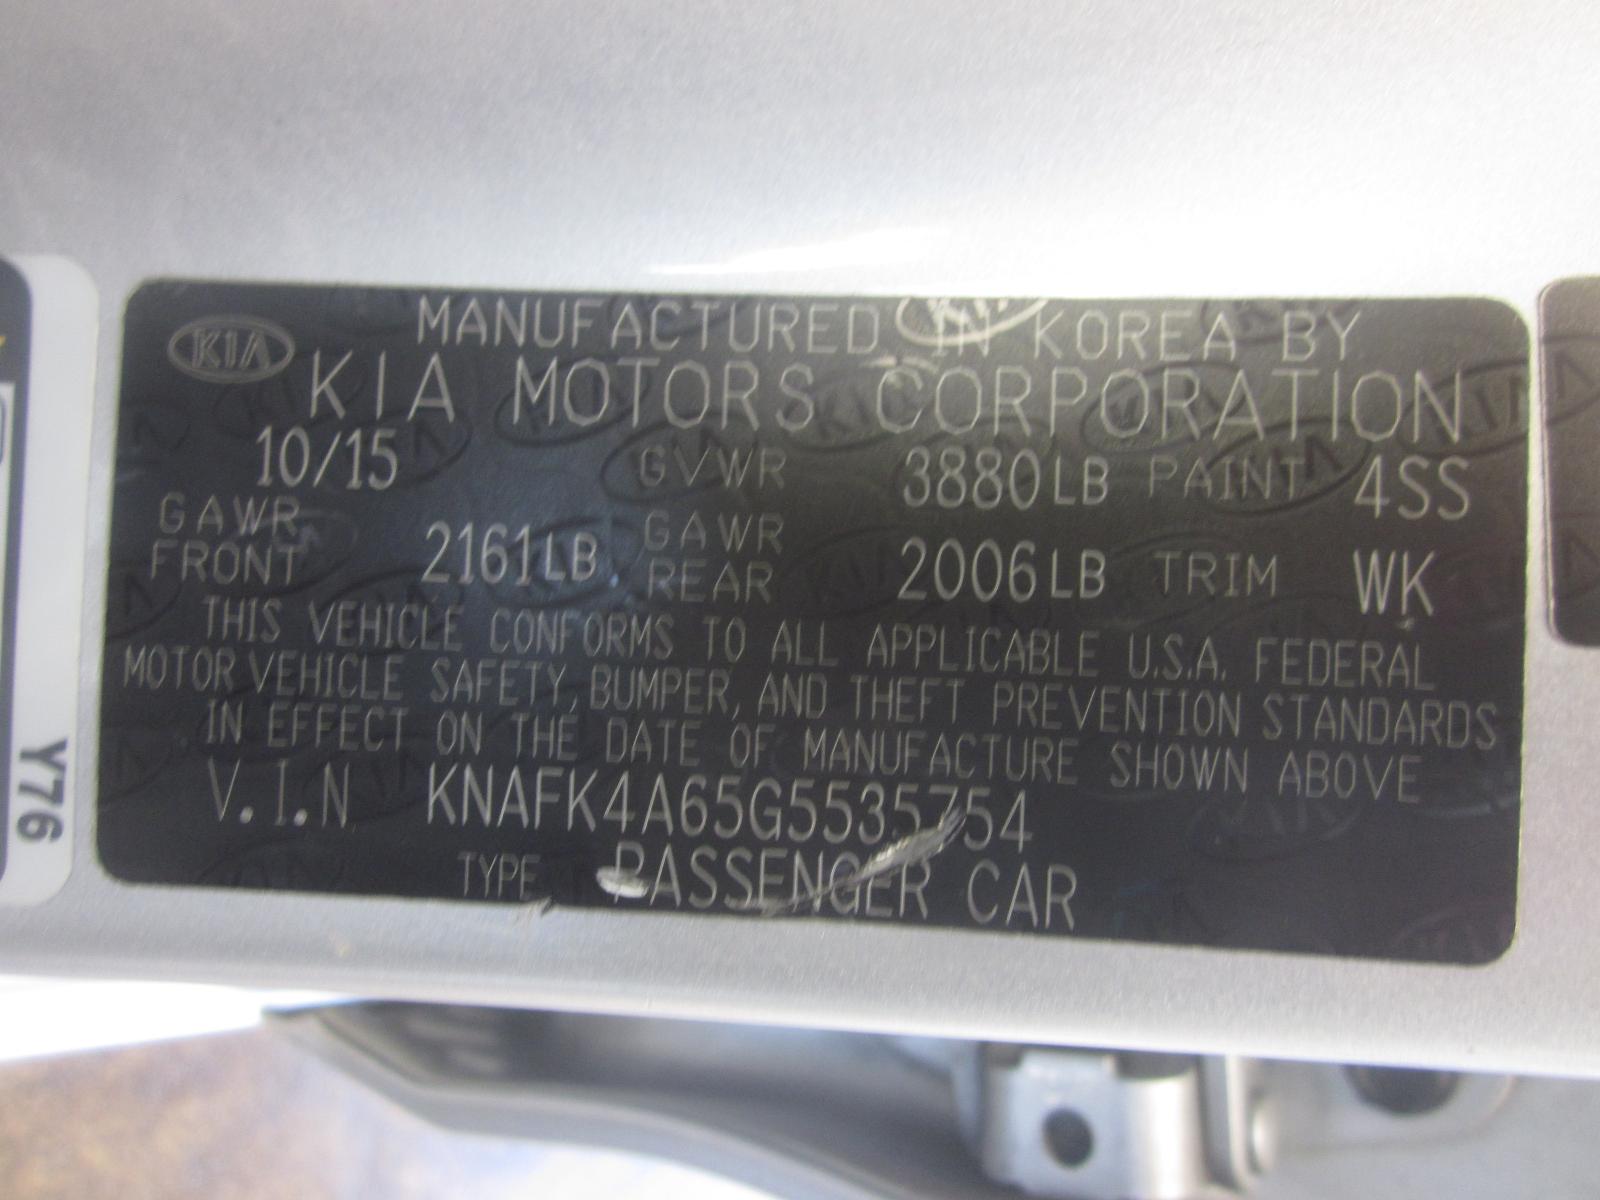 KIA
MANUFACTURED IN KOREA BY
KIA MOTORS CORPORATION
10/15 GVWR 3880LB PAINT 4SS
GAWR FRONT 2161LB GAWR REAR 2006LB TRIM WK
THIS VEHICLE CONFORMS TO ALL APPLICABLE U.S.A. FEDERAL
MOTOR VEHICLE SAFETY, BUMPER, AND THEFT PREVENTION STANDARDS
IN EFFECT ON THE DATE OF MANUFACTURE SHOWN ABOVE
V.I.N KNAFK4A65G5535754
TYPE PASSENGER CAR
Y76